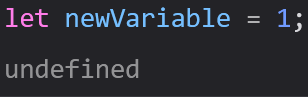 let newVariable = 1;
undefined